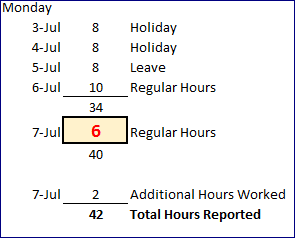 Monday
3-Jul 8 Holiday
4-Jul 8 Holiday
5-Jul 8 Leave
6-Jul 10 Regular Hours
34
7-Jul 6 Regular Hours
40
7-Jul 2 Additional Hours Worked
42 Total Hours Reported